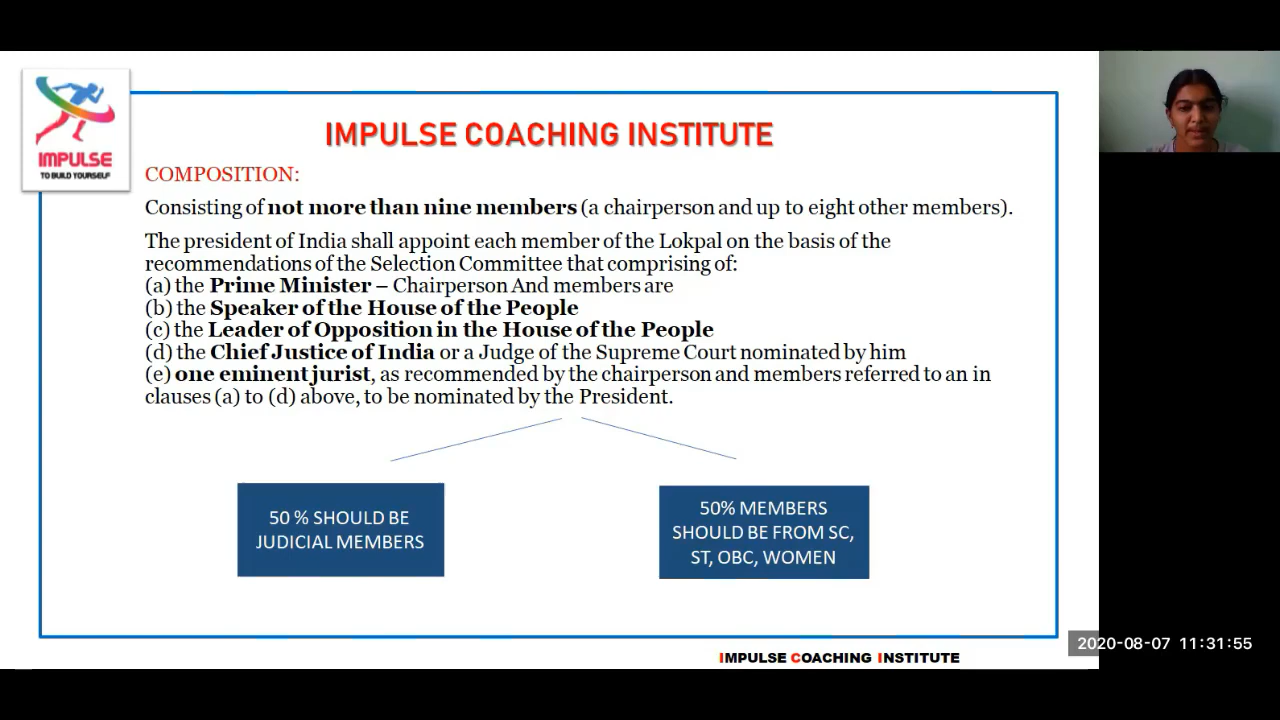 IMPULSE
TO BUILD YOURSELF
IMPULSE COACHING INSTITUTE
COMPOSITION:
Consisting of not more than nine members (a chairperson and up to eight other members).
The president of India shall appoint each member of the Lokpal on the basis of the
recommendations of the Selection Committee that comprising of:
(a) the Prime Minister – Chairperson And members are
(b) the Speaker of the House of the People
(c) the Leader of Opposition in the House of the People
(d) the Chief Justice of India or a Judge of the Supreme Court nominated by him
(e) one eminent jurist, as recommended by the chairperson and members referred to an in
clauses (a) to (d) above, to be nominated by the President.
50 % SHOULD BE
JUDICIAL MEMBERS
50% MEMBERS
SHOULD BE FROM SC,
ST, OBC, WOMEN
IMPULSE COACHING INSTITUTE
2020-08-07 11:31:55